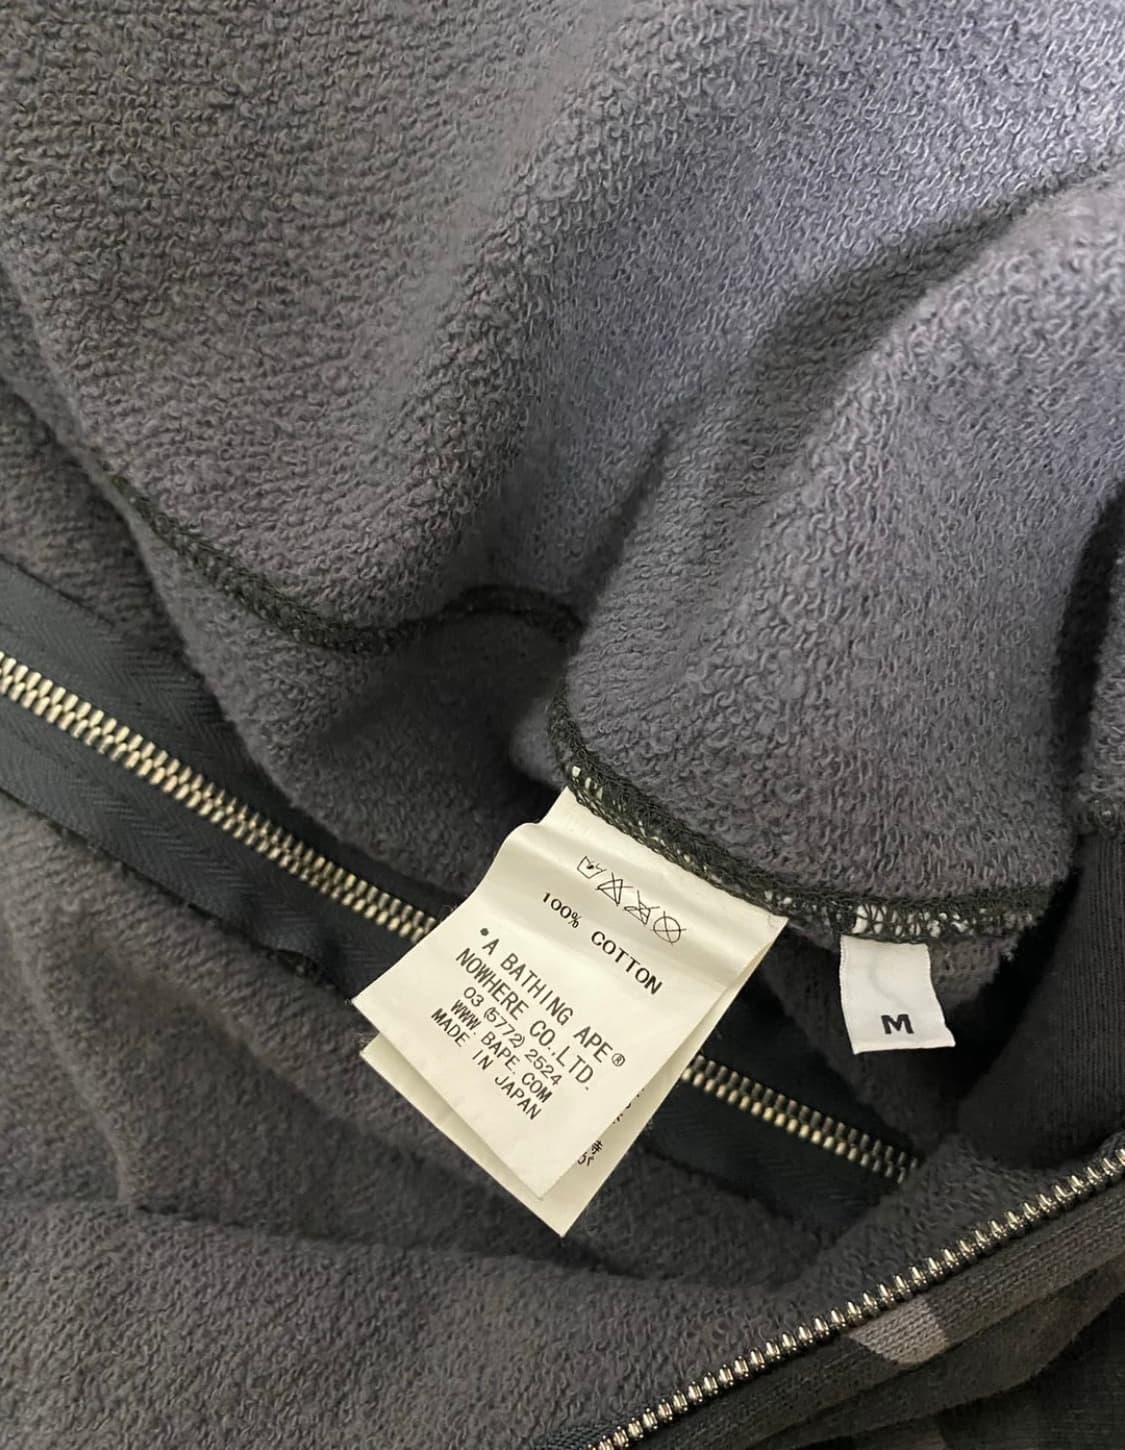 100% COTTON
*A BATHING APE®
NOWHERE CO.,LTD.
03 (5772) 2524
WWW. BAPE. COM
MADE IN JAPAN
M